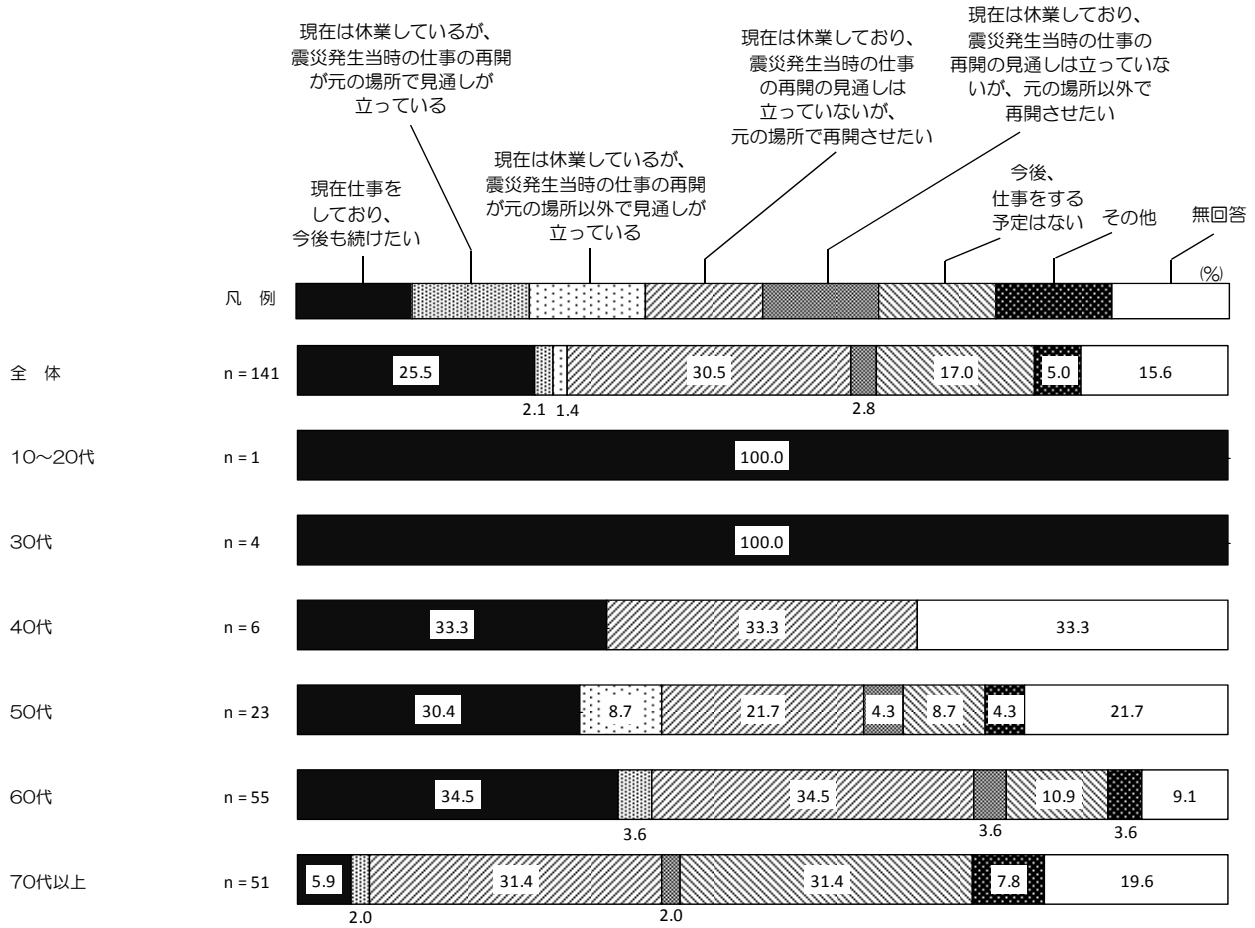 現在は休業しているが、
震災発生当時の仕事の再開
が元の場所で見通しが
立っている
現在は休業しており、
震災発生当時の仕事
の再開の見通しは
立っていないが、
元の場所で再開させたい
現在は休業しており、
震災発生当時の仕事の
再開の見通しは立っていな
いが、元の場所以外で
再開させたい
現在仕事を
しており、
今後も続けたい
現在は休業しているが、
震災発生当時の仕事の再開
が元の場所以外で見通しが
立っている
今後、
仕事をする
予定はない
その他
無回答
(%)
凡 例
全 体 n = 141 25.5 30.5 17.0 5.0 15.6
2.1 1.4 2.8
10~20代 n = 1 100.0
30代 n = 4 100.0
40代 n = 6 33.3 33.3 33.3
50代 n = 23 30.4 8.7 21.7 4.3 8.7 4.3 21.7
60代 n = 55 34.5 34.5 10.9 9.1
3.6 3.6 3.6
70代以上 n = 51 5.9 31.4 31.4 7.8 19.6
2.0 2.0